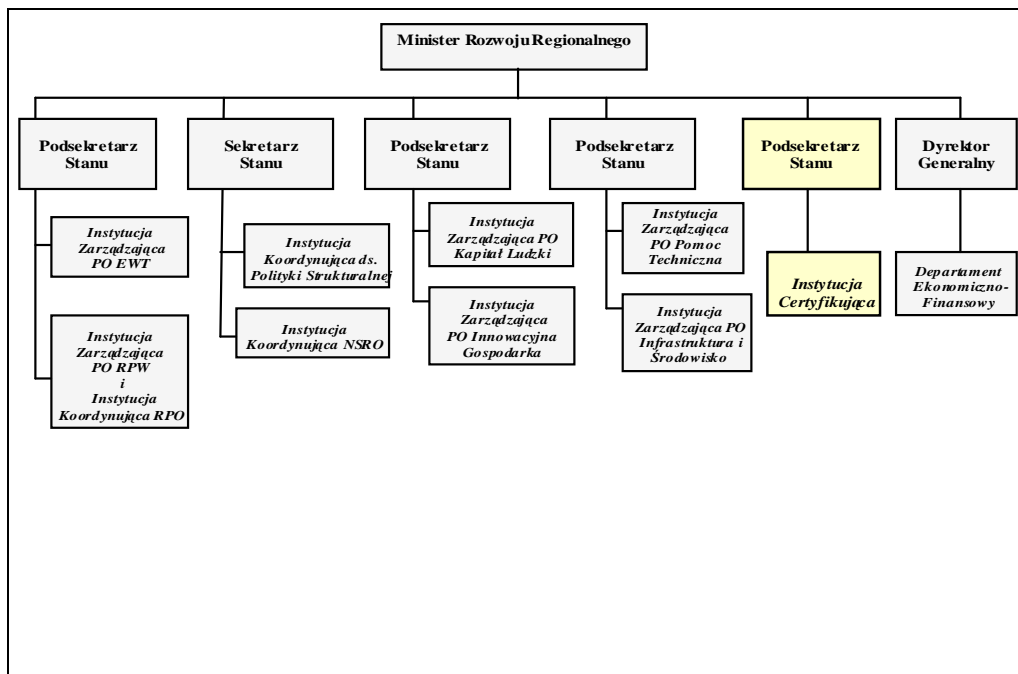 Minister Rozwoju Regionalnego
Podsekretarz
Stanu
Sekretarz
Stanu
Podsekretarz
Stanu
Podsekretarz
Stanu
Podsekretarz
Stanu
Dyrektor
Generalny
Instytucja
Zarządzająca
PO EWT
Instytucja
Zarządzająca
PO RPW
i
Instytucja
Koordynująca RPO
Instytucja
Koordynująca ds.
Polityki Strukturalnej
Instytucja
Koordynująca NSRO
Instytucja
Zarządzająca PO
Kapitał Ludzki
Instytucja
Zarządzająca
PO Innowacyjna
Gospodarka
Instytucja
Zarządzająca
PO Pomoc
Techniczna
Instytucja
Zarządzająca PO
Infrastruktura i
Środowisko
Instytucja
Certyfikująca
Departament
Ekonomiczno-
Finansowy